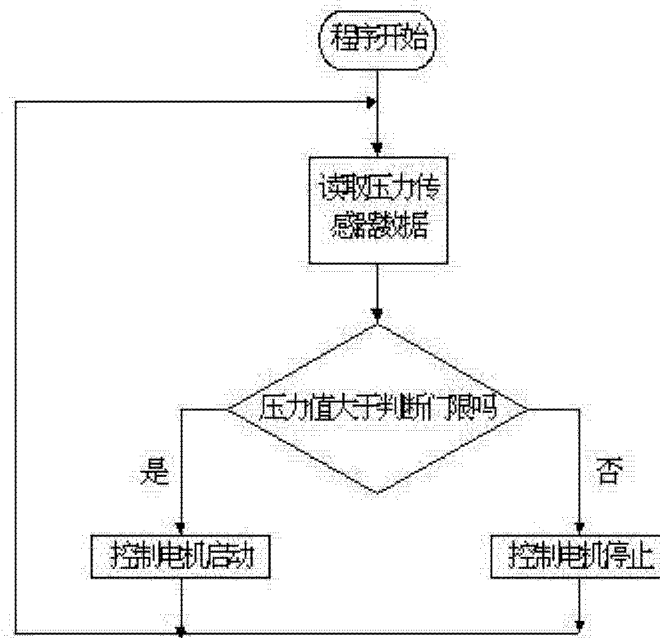 程序开始
读取压力传
感器数据
压力值大于判断门限吗
是
否
控制电机启动
控制电机停止